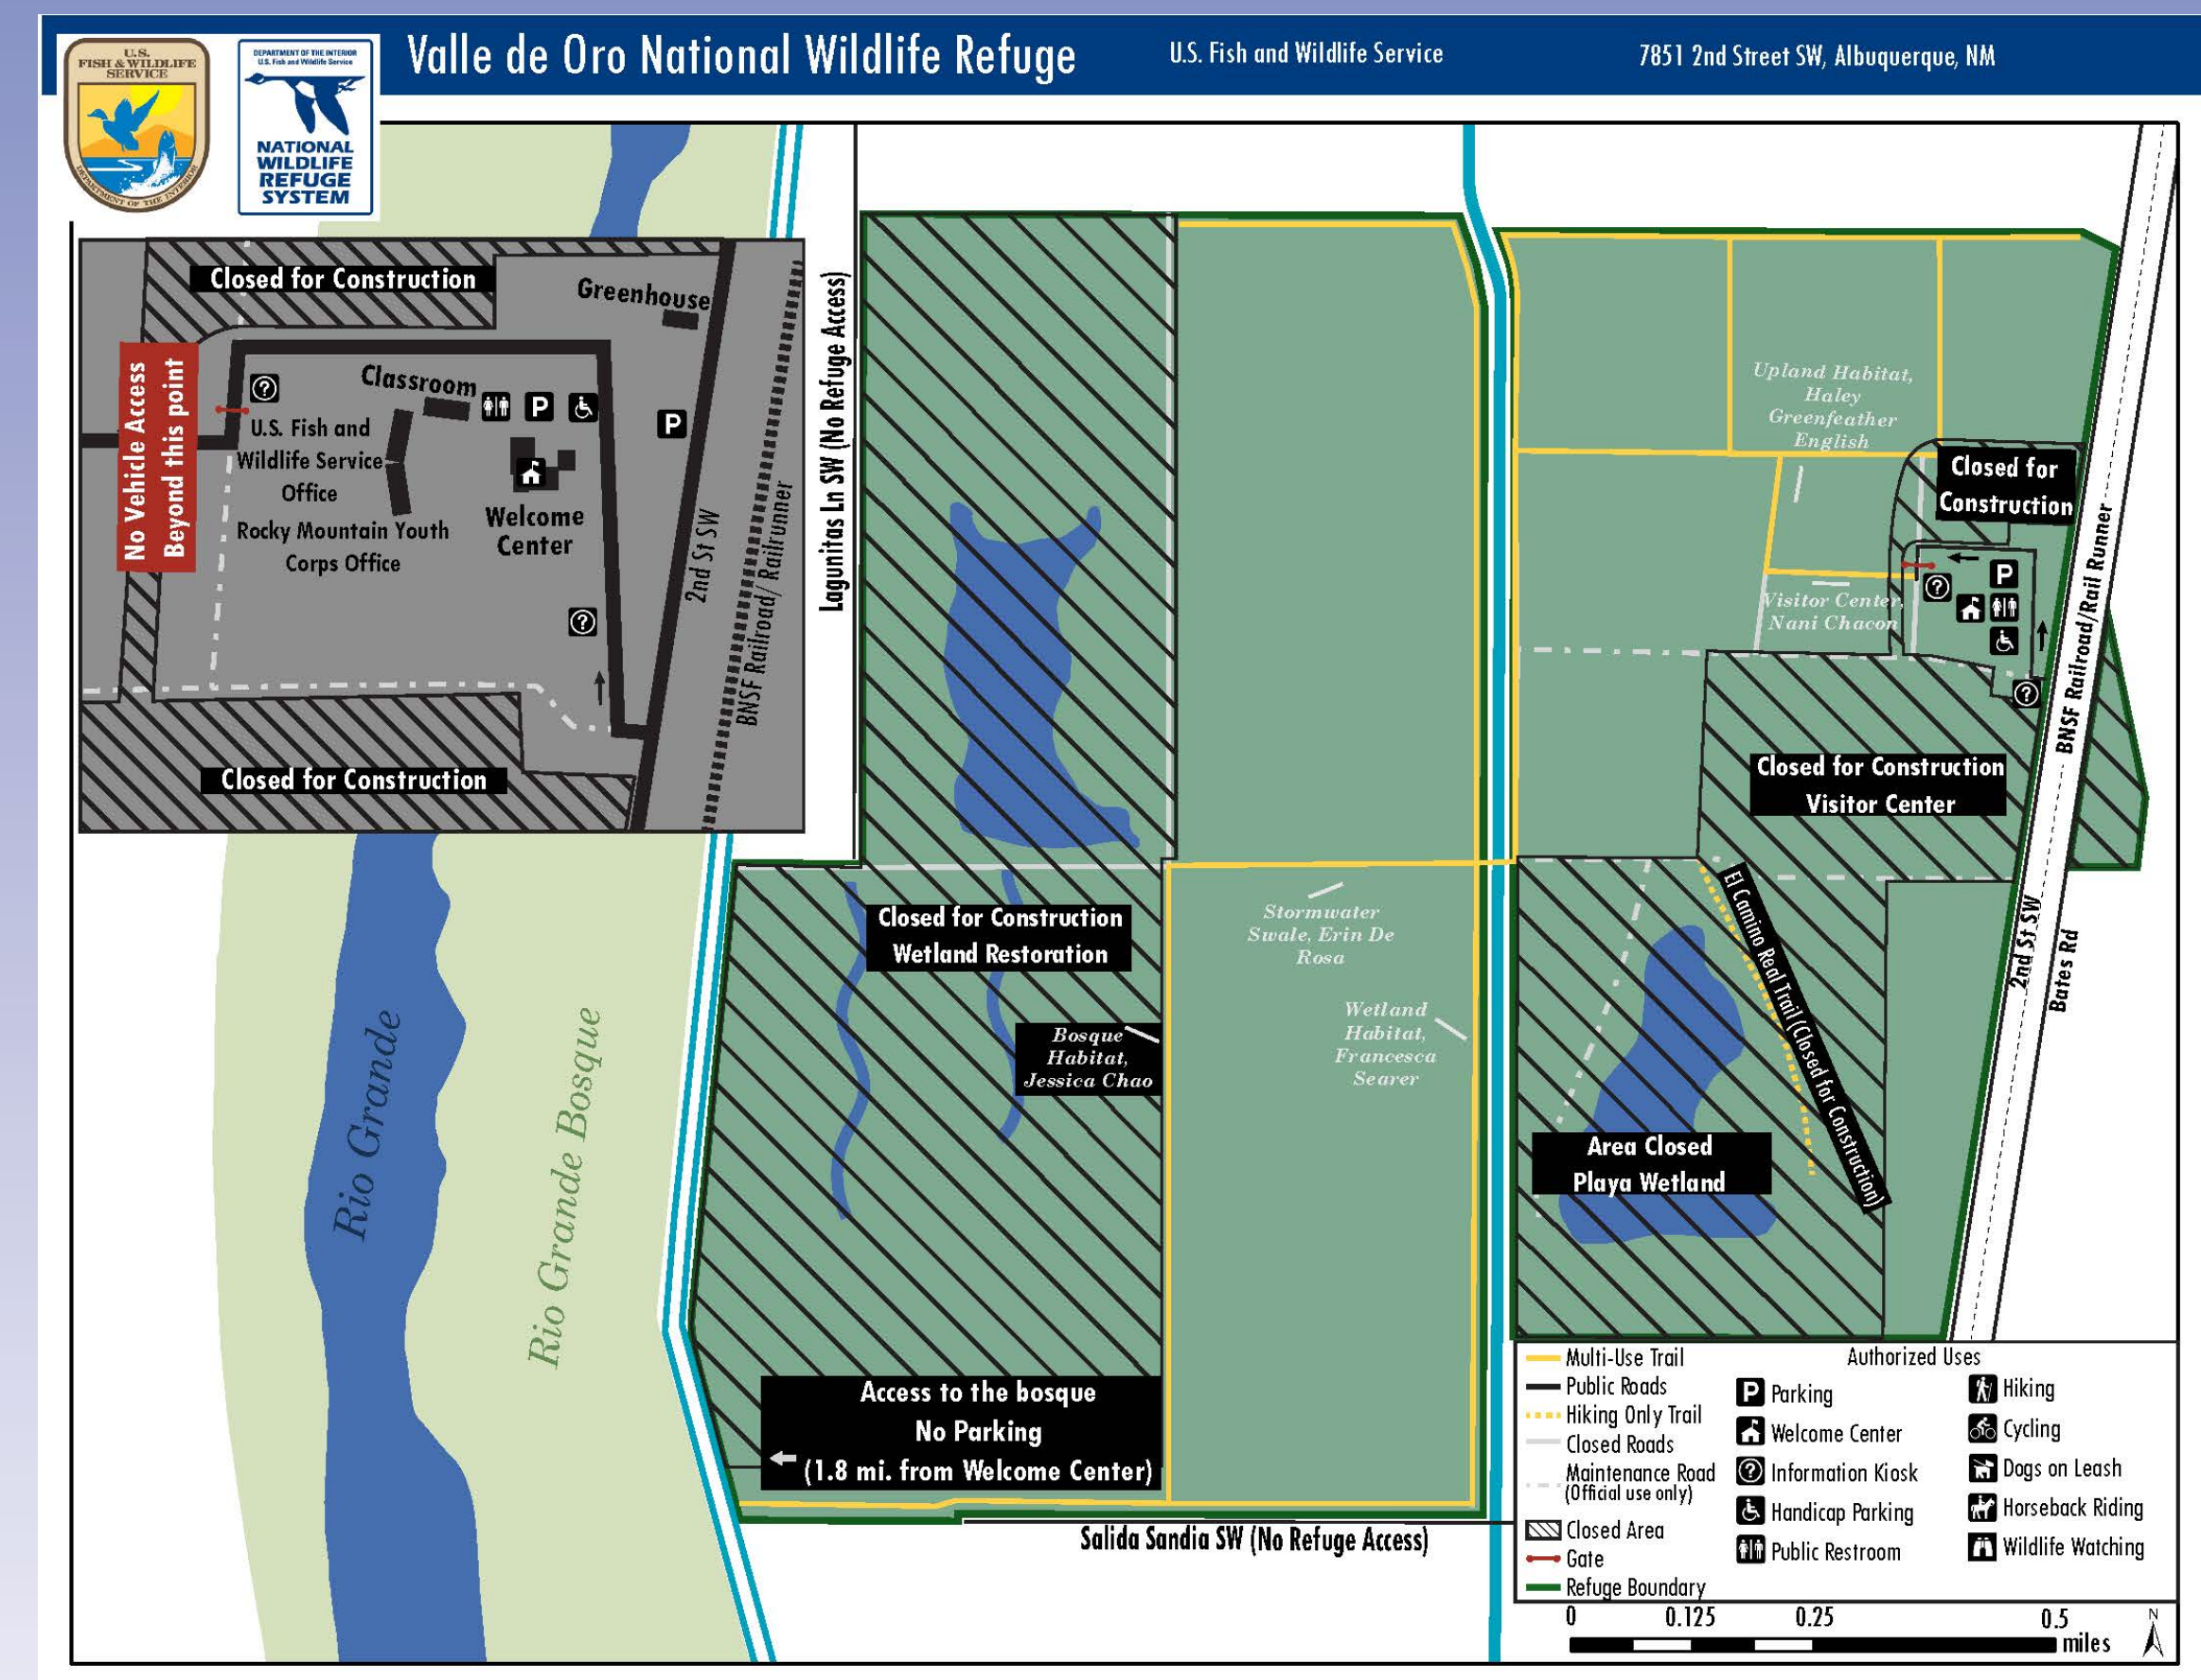 U.S.
FISH & WILDLIFE
SERVICE
DEPARTMENT OF THE INTERIOR
DEPARTMENT OF THE INTERIOR
U.S. Fish and Wildlife Service
NATIONAL
WILDLIFE
REFUGE
SYSTEM
Valle de Oro National Wildlife Refuge
U.S. Fish and Wildlife Service
7851 2nd Street SW, Albuquerque, NM
Closed for Construction
Greenhouse
No Vehicle Access
Beyond this point
Classroom
P
P
U.S. Fish and
Wildlife Service
Office
Rocky Mountain Youth
Corps Office
Welcome
Center
?
?
2nd St SW
BNSF Railroad/ Railrunner
Closed for Construction
Lagunitas Ln SW (No Refuge Access)
Upland Habitat,
Haley
Greenfeather
English
Closed for
Construction
P
?
?
Visitor Center,
Nani Chacon
BNSF Railroad/Rail Runner
Closed for Construction
Visitor Center
2nd St SW
Bates Rd
Closed for Construction
Wetland Restoration
Stormwater
Swale, Erin De
Rosa
Wetland
Habitat,
Francesca
Searer
Bosque
Habitat,
Jessica Chao
El Camino Real Trail (Closed for Construction)
Area Closed
Playa Wetland
Rio Grande
Rio Grande Bosque
Access to the bosque
No Parking
(1.8 mi. from Welcome Center)
Salida Sandia SW (No Refuge Access)
Multi-Use Trail
Public Roads
Hiking Only Trail
Closed Roads
Maintenance Road
(Official use only)
Closed Area
Gate
Refuge Boundary
Authorized Uses
P Parking
Welcome Center
? Information Kiosk
Handicap Parking
Public Restroom
Hiking
Cycling
Dogs on Leash
Horseback Riding
Wildlife Watching
0 0.125 0.25 0.5
miles
N